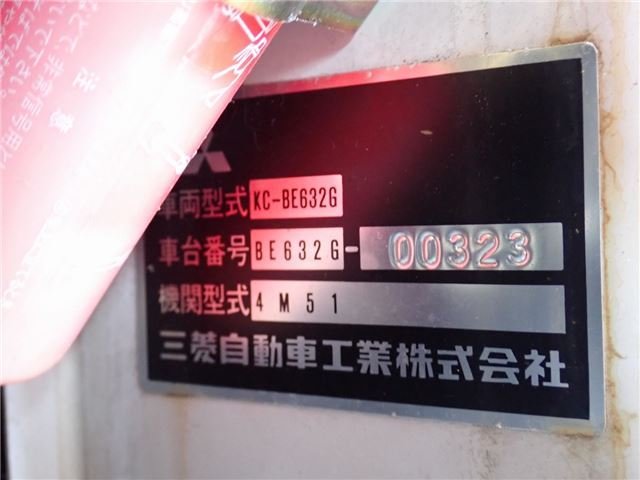 車両型式 KC-BE632G
車台番号 BE632G-00323
機関型式 4M51
三菱自動車工業株式会社